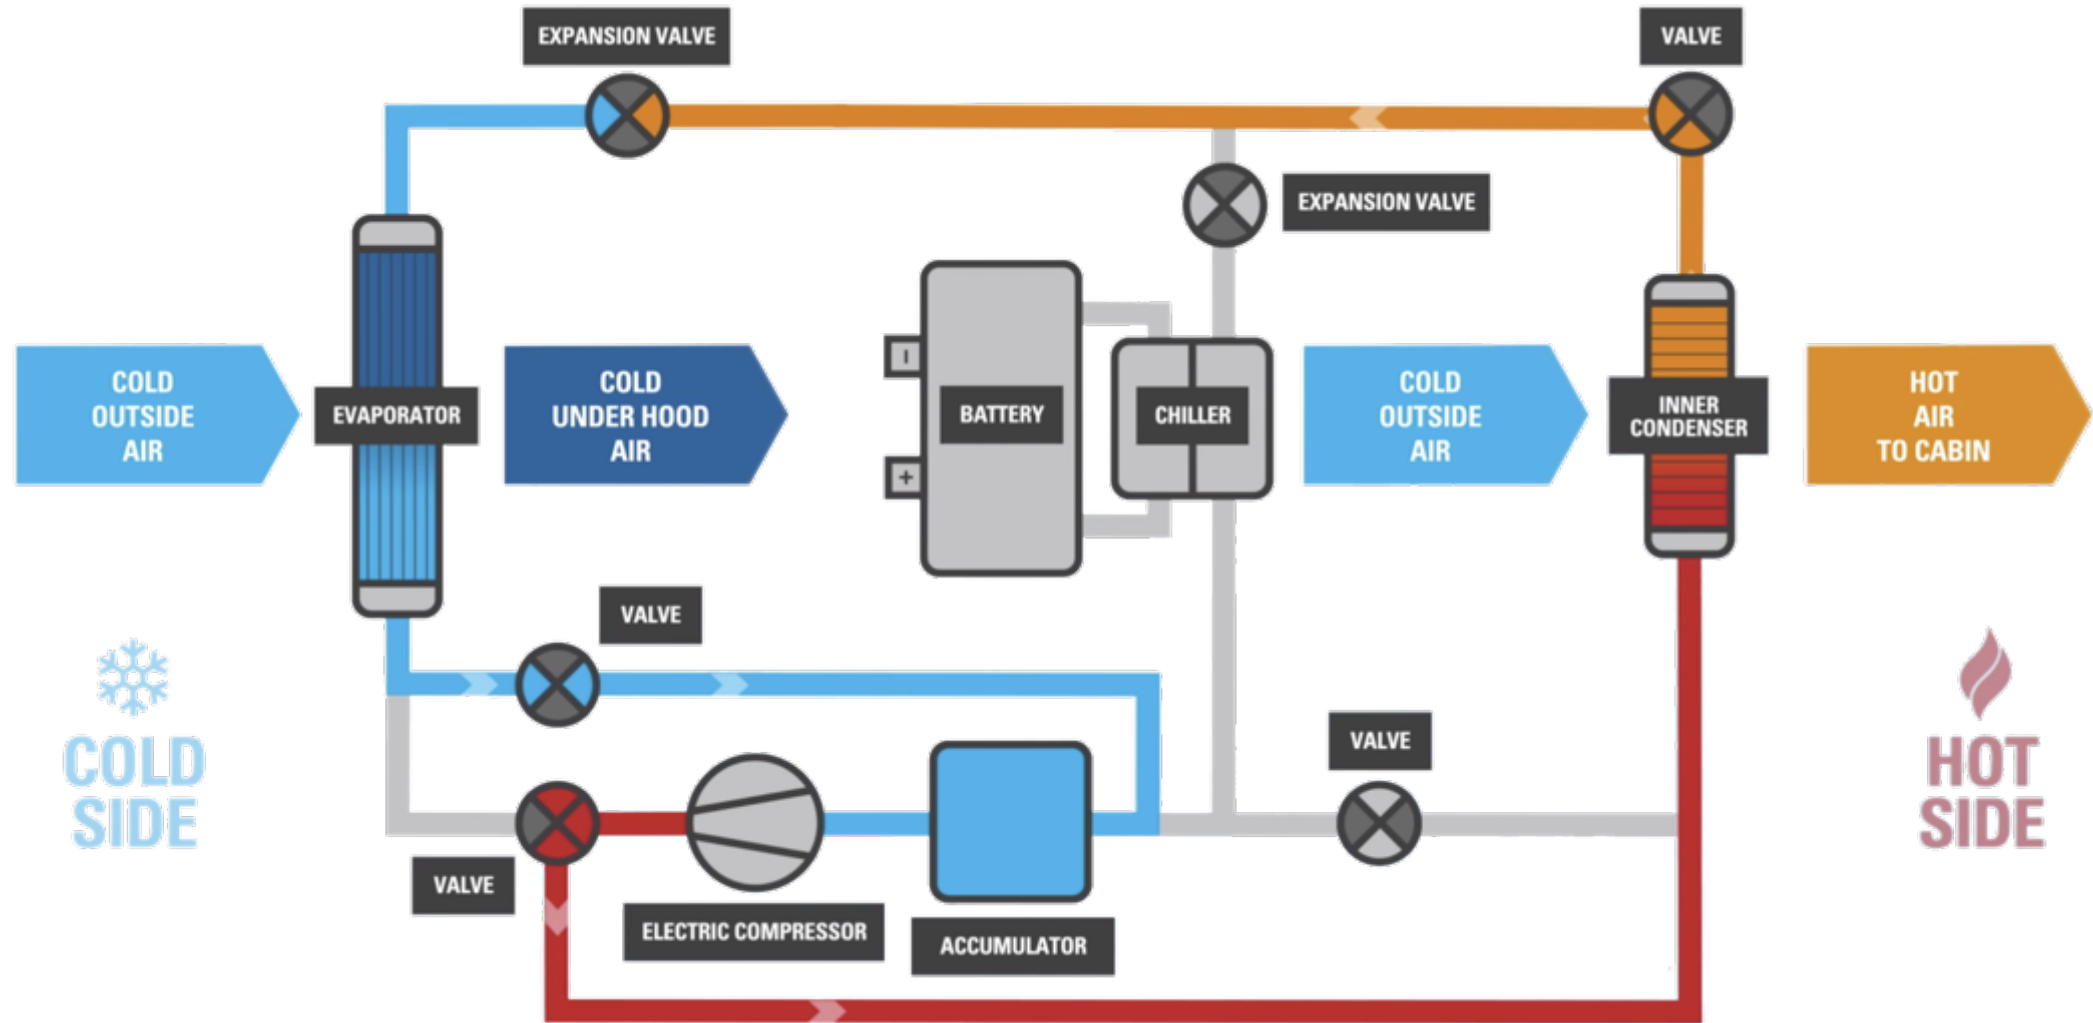 EXPANSION VALVE
VALVE
EXPANSION VALVE
COLD
OUTSIDE
AIR
EVAPORATOR
COLD
UNDER HOOD
AIR
−
+
BATTERY
CHILLER
COLD
OUTSIDE
AIR
INNER
CONDENSER
HOT
AIR
TO CABIN
VALVE
COLD
SIDE
VALVE
HOT
SIDE
VALVE
ELECTRIC COMPRESSOR
ACCUMULATOR